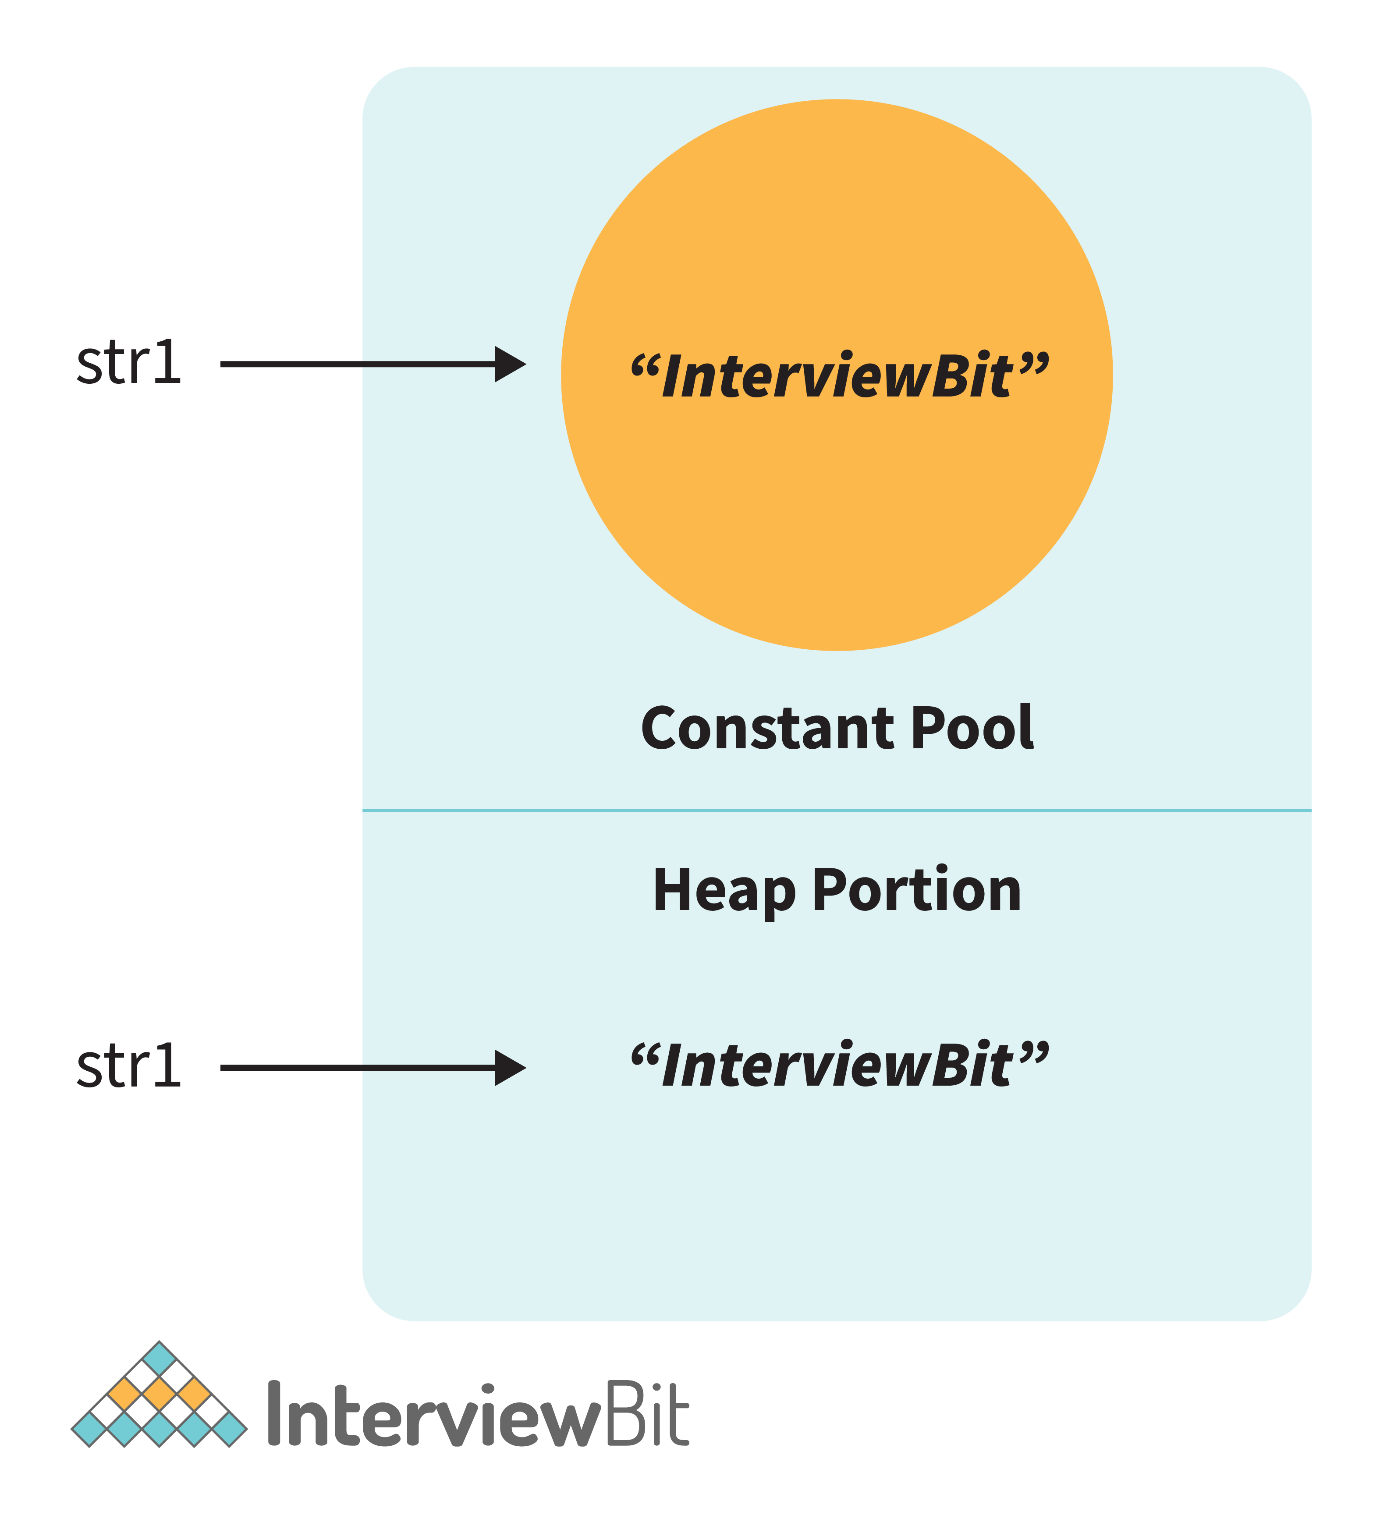 str1
“InterviewBit”
Constant Pool
Heap Portion
str1
“InterviewBit”
InterviewBit